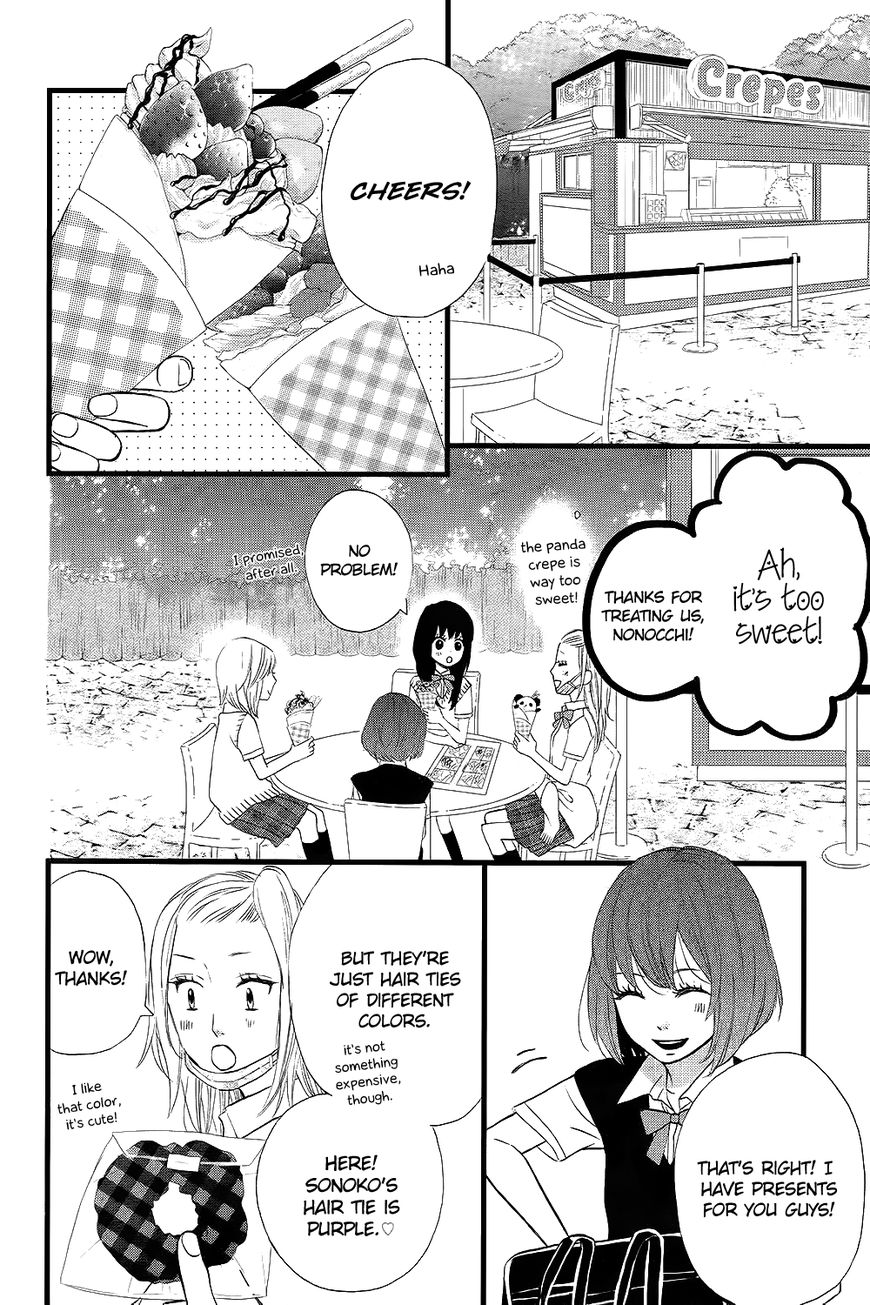 Crepes
Crepes
CHEERS!
Haha
Ah,
it's too
sweet!
THANKS FOR
TREATING US,
NONOCCHI!
the panda
crepe is
way too
sweet!
NO
PROBLEM!
I promised,
after all.
THAT'S RIGHT! I
HAVE PRESENTS
FOR YOU GUYS!
BUT THEY'RE
JUST HAIR TIES
OF DIFFERENT
COLORS.
it's not
something
expensive,
though.
HERE!
SONOKO'S
HAIR TIE IS
PURPLE.♡
WOW,
THANKS!
I like
that color,
it's cute!